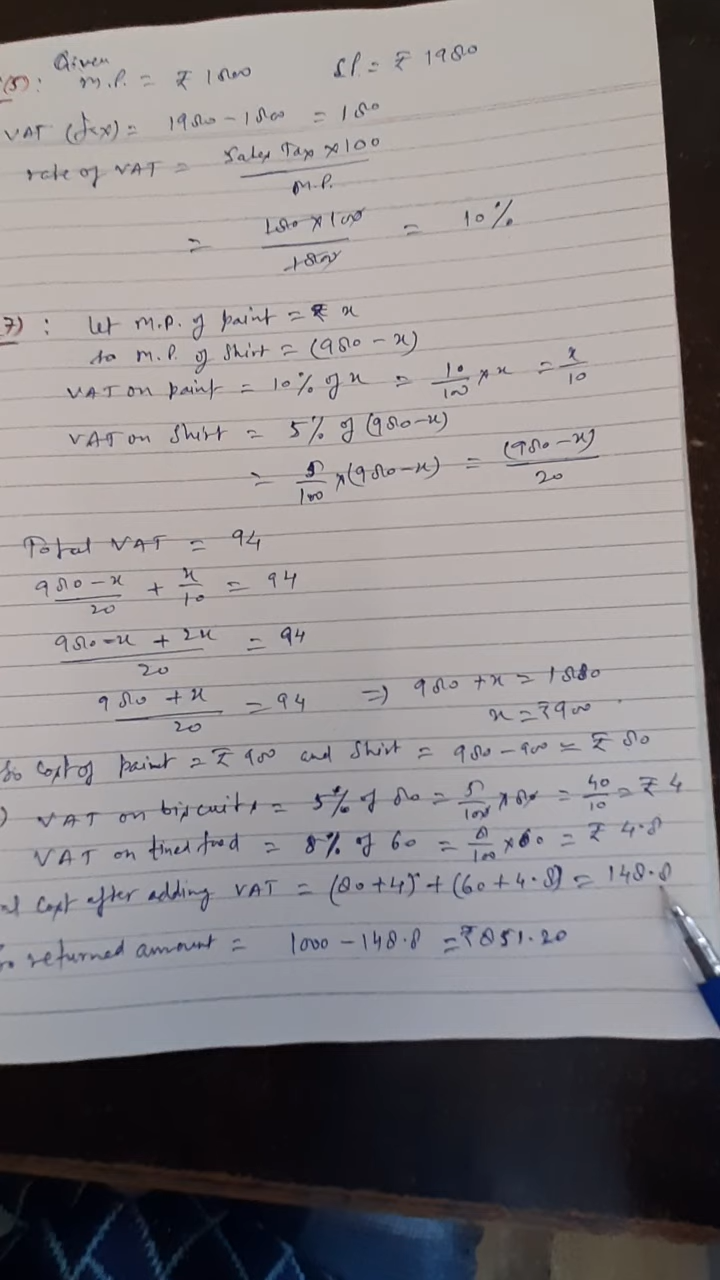 Given
(5): M.P. = ₹ 1800 SP = ₹ 1980
VAT (Tax) = 1980 - 1800 = 180
rate of VAT = Sales Tax × 100 / M.P.
= 180 × 100 / 1800 = 10%
7) : Let M.P. of paint = ₹ x
so M.P. of Shirt = (980 - x)
VAT on paint = 10% of x = 10/100 × x = x/10
VAT on Shirt = 5% of (980-x)
= 5/100 × (980-x) = (980-x)/20
Total VAT = 94
980-x/20 + x/10 = 94
980-x + 2x/20 = 94
980 + x/20 = 94 ⇒ 980 + x = 1880
x = ₹900
So Cost of paint = ₹ 900 and Shirt = 980 - 900 = ₹ 80
) VAT on biscuits = 5% of 80 = 5/100 × 80 = 40/10 = ₹ 4
VAT on tined food = 8% of 60 = 8/100 × 60 = ₹ 4.8
al Cost after adding VAT = (80+4) + (60+4.8) = 148.8
So returned amount = 1000 - 148.8 = ₹851.20